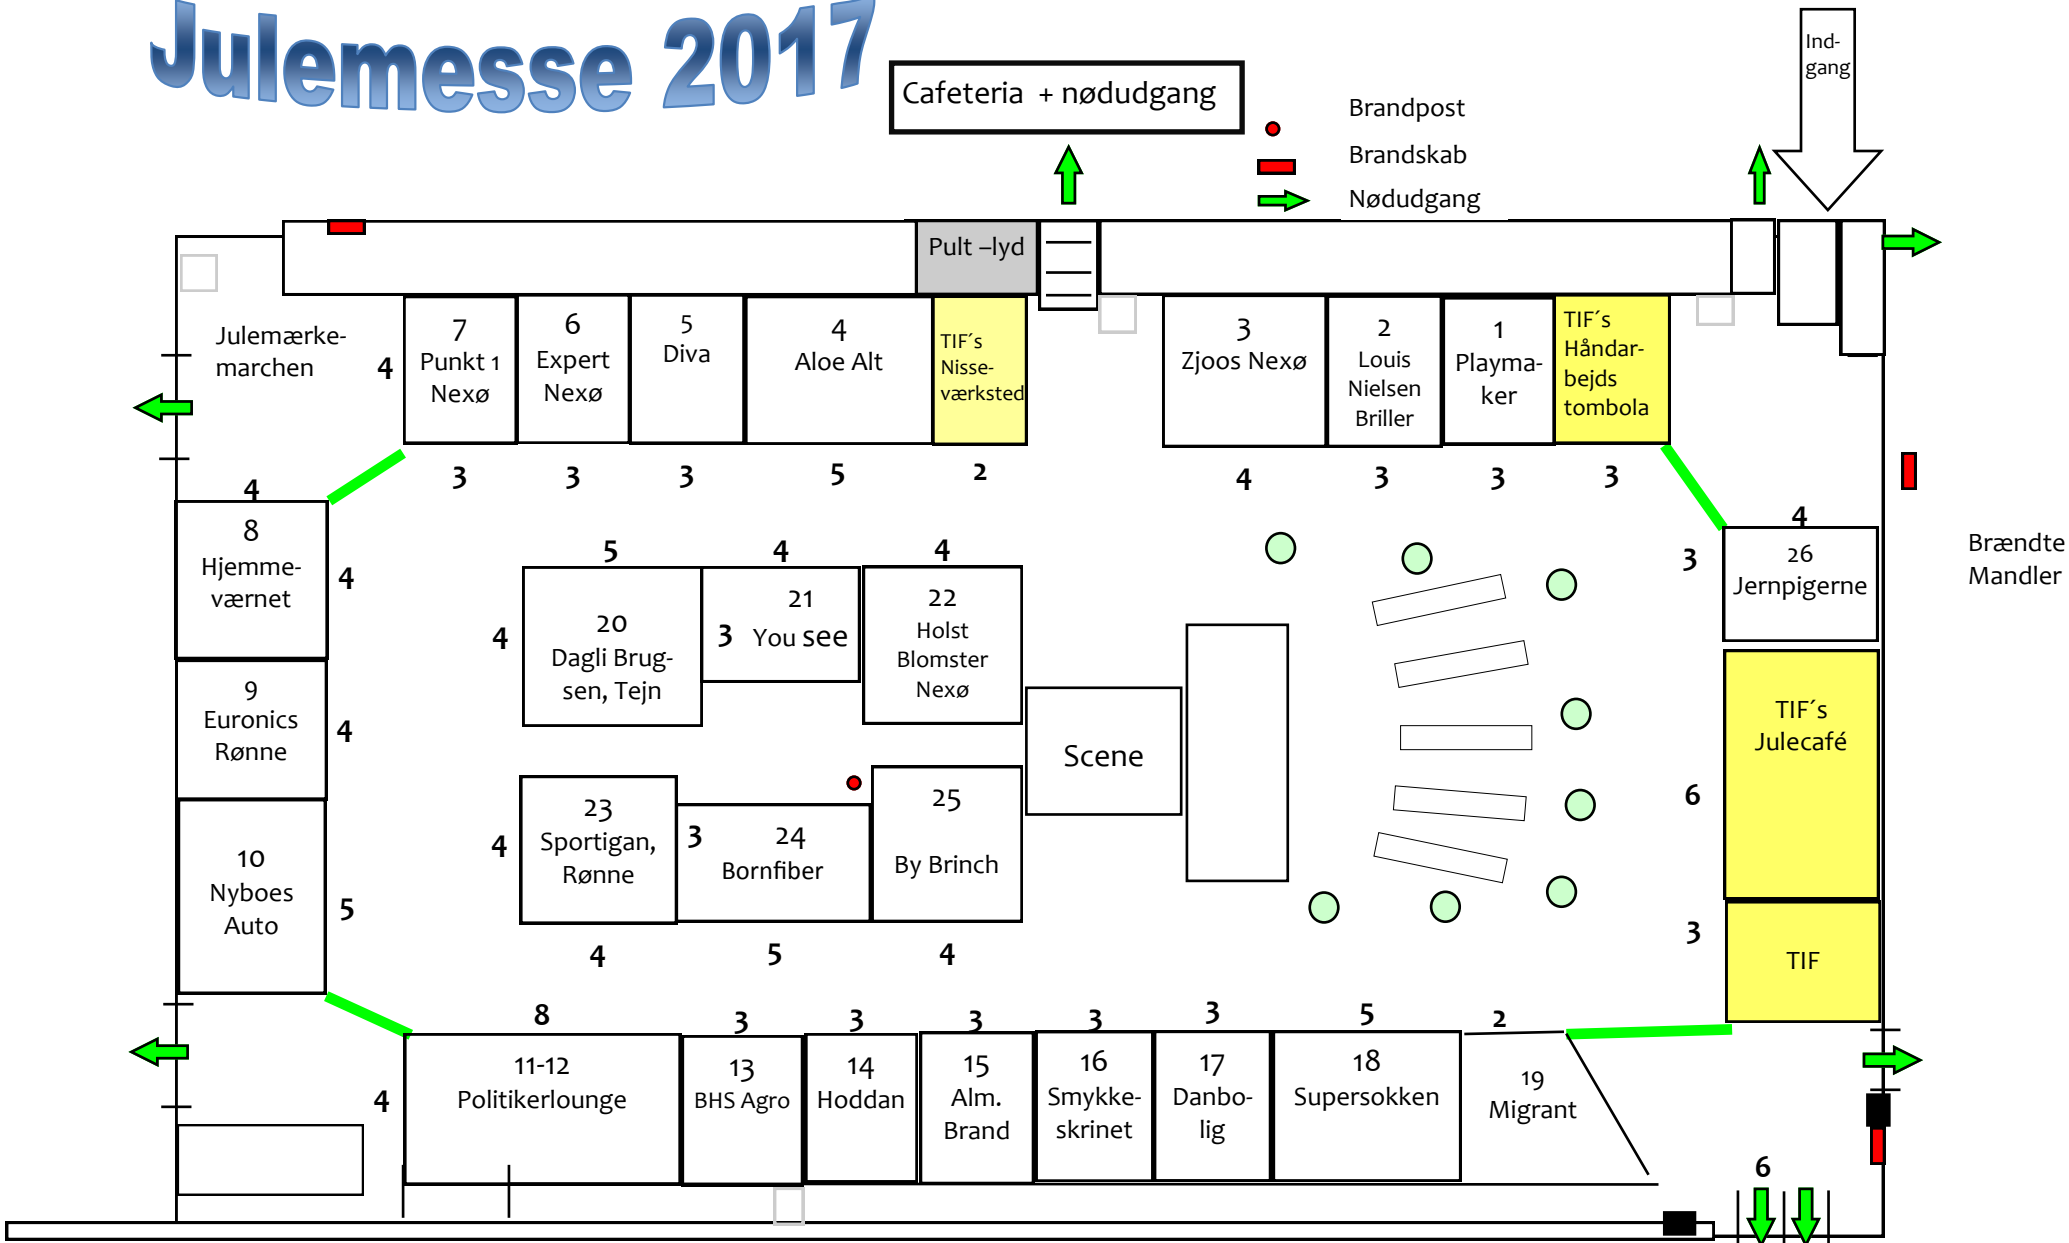 Julemesse 2017
Cafeteria + nødudgang
Brandpost
Brandskab
Nødudgang
Ind-
gang
Pult –lyd
Julemærke-
marchen
4
7
Punkt 1
Nexø
6
Expert
Nexø
5
Diva
4
Aloe Alt
TIF´s
Nisse-
værksted
3
Zjoos Nexø
2
Louis
Nielsen
Briller
1
Playma-
ker
TIF´s
Håndar-
bejds
tombola
3
3
3
5
2
4
3
3
3
4
8
Hjemme-
værnet
4
9
Euronics
Rønne
4
10
Nyboes
Auto
5
5
4
4
4
20
Dagli Brug-
sen, Tejn
3
21
You see
22
Holst
Blomster
Nexø
Scene
4
23
Sportigan,
Rønne
3
24
Bornfiber
25
By Brinch
4
5
4
4
3
26
Jernpigerne
Brændte
Mandler
TIF´s
Julecafé
6
3
TIF
8
3
3
3
3
3
5
2
4
11-12
Politikerlounge
13
BHS Agro
14
Hoddan
15
Alm.
Brand
16
Smykke-
skrinet
17
Danbo-
lig
18
Supersokken
19
Migrant
6